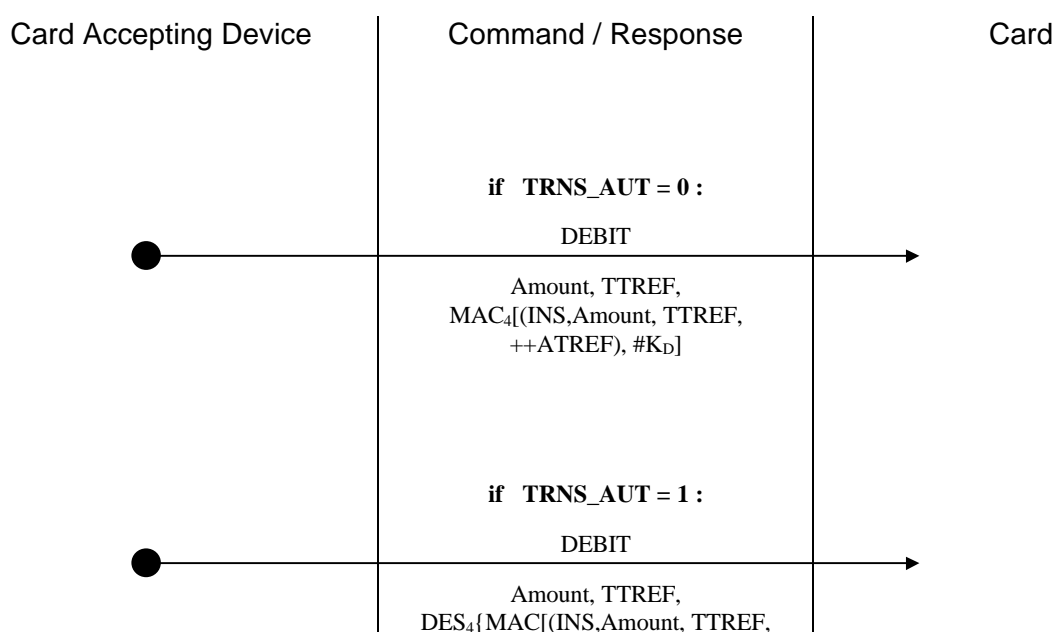 Card Accepting Device
Command / Response
Card
if TRNS_AUT = 0 :
DEBIT
Amount, TTREF,
MAC₄[(INS,Amount, TTREF,
++ATREF), #K_D]
if TRNS_AUT = 1 :
DEBIT
Amount, TTREF,
DES₄{MAC[(INS,Amount, TTREF,